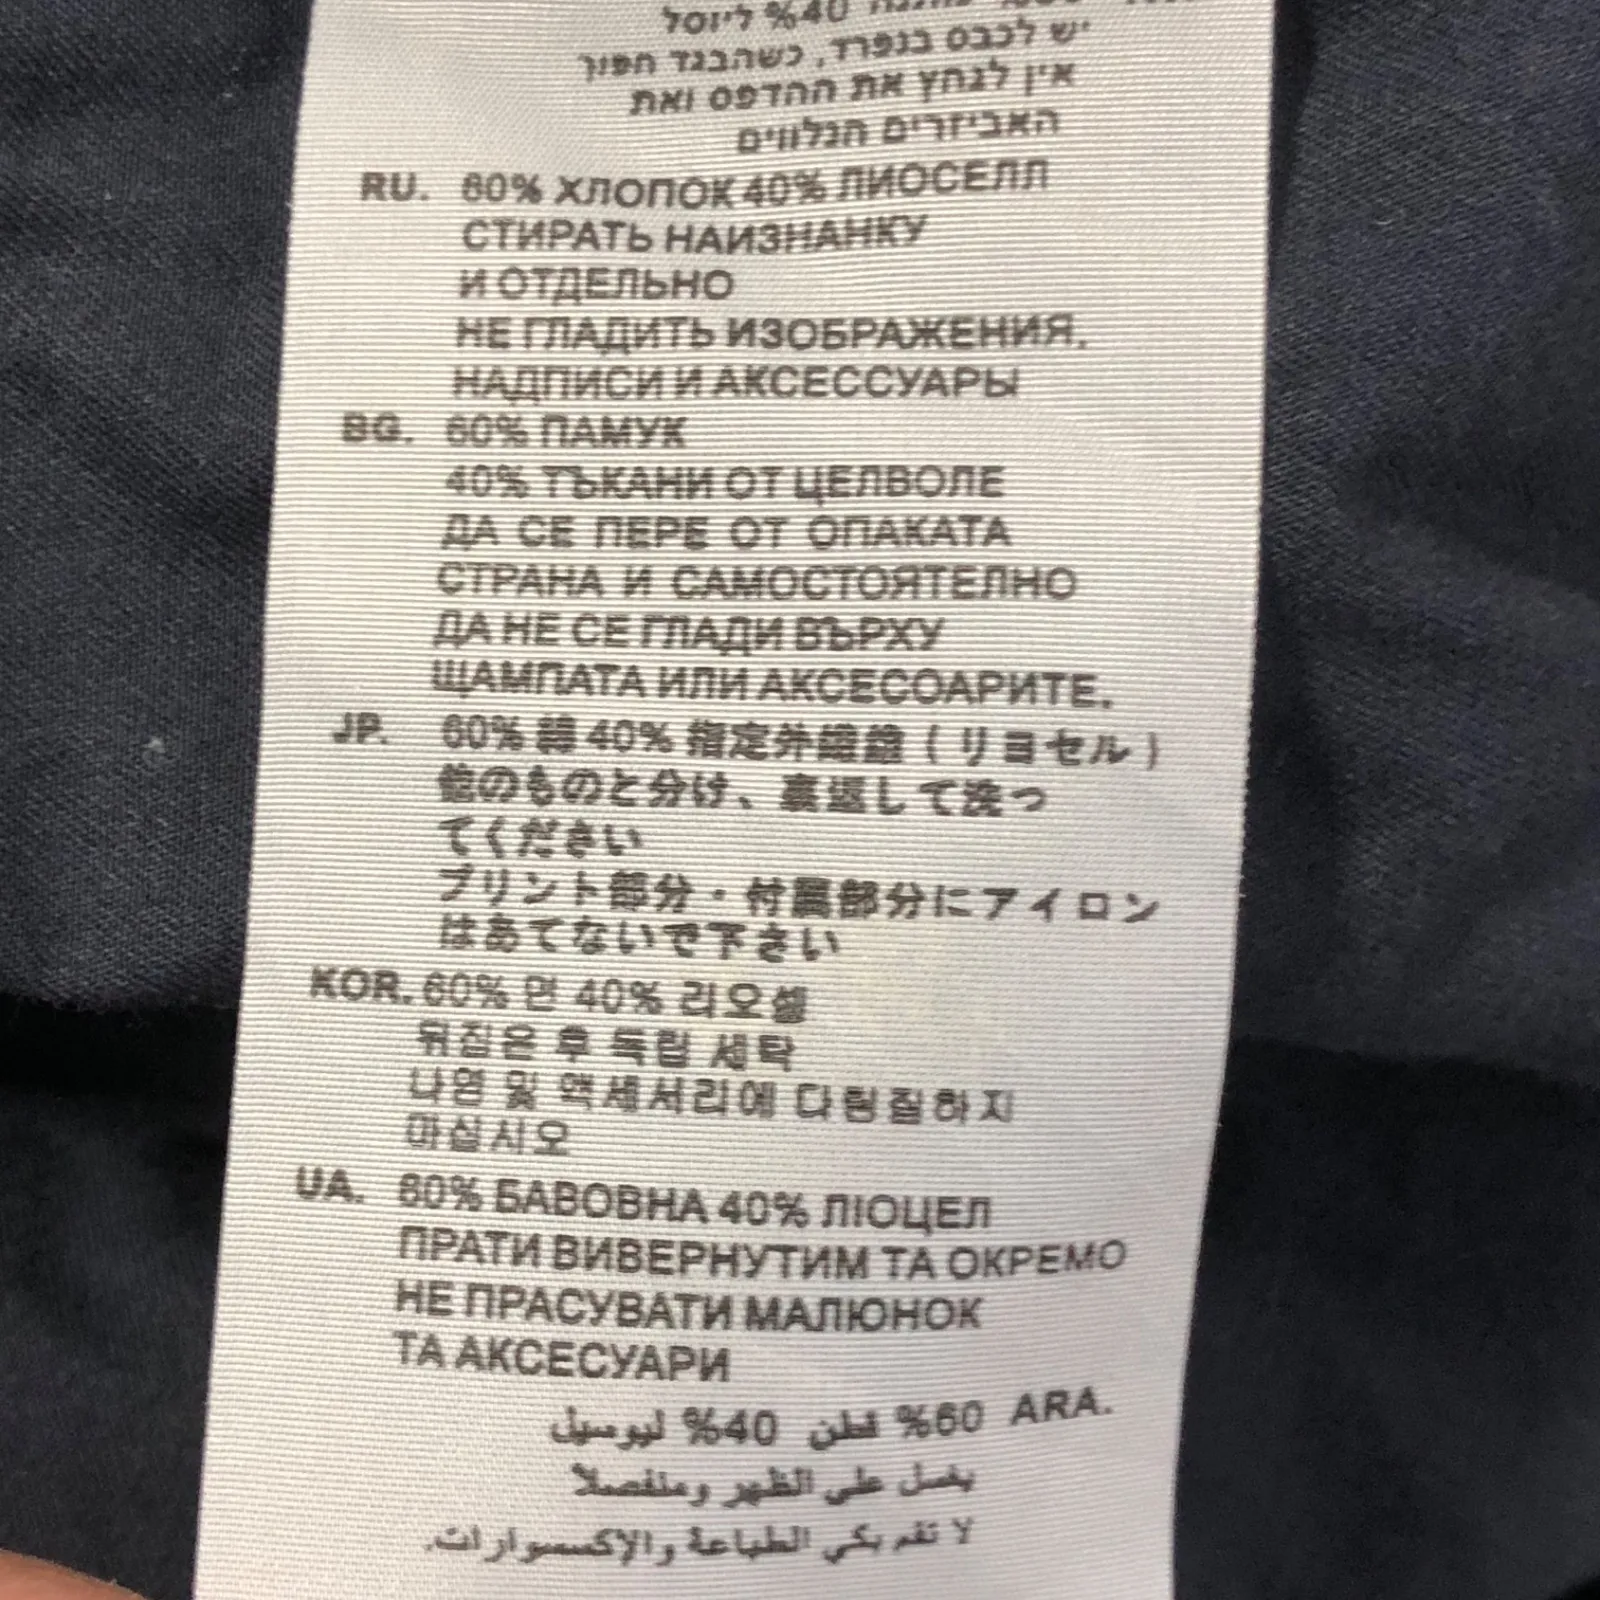 40% ליוסל
יש לכבס בנפרד, כשהבגד הפוך
אין לגהץ את ההדפס ואת
האביזרים הנלווים
RU. 60% ХЛОПОК 40% ЛИОСЕЛЛ
СТИРАТЬ НАИЗНАНКУ
И ОТДЕЛЬНО
НЕ ГЛАДИТЬ ИЗОБРАЖЕНИЯ.
НАДПИСИ И АКСЕССУАРЫ
BG. 60% ПАМУК
40% ТЪКАНИ ОТ ЦЕЛВОЛЕ
ДА СЕ ПЕРЕ ОТ ОПАКАТА
СТРАНА И САМОСТОЯТЕЛНО
ДА НЕ СЕ ГЛАДИ ВЪРХУ
ЩАМПАТА ИЛИ АКСЕСОАРИТЕ.
JP. 60% 綿 40% 指定外繊維 (リヨセル)
他のものと分け、裏返して洗っ
てください
プリント部分・付属部分にアイロン
はあてないで下さい
KOR. 60% 면 40% 리오셀
뒤집은 후 독립 세탁
나염 및 액세서리에 다림질하지
마십시오
UA. 60% БАВОВНА 40% ЛІОЦЕЛ
ПРАТИ ВИВЕРНУТИМ ТА ОКРЕМО
НЕ ПРАСУВАТИ МАЛЮНОК
ТА АКСЕСУАРИ
ARA. 60% قطن 40% ليوسيل
يغسل على الظهر ومنفصلاً
لا تقم بكي الطباعة والإكسسوارات.